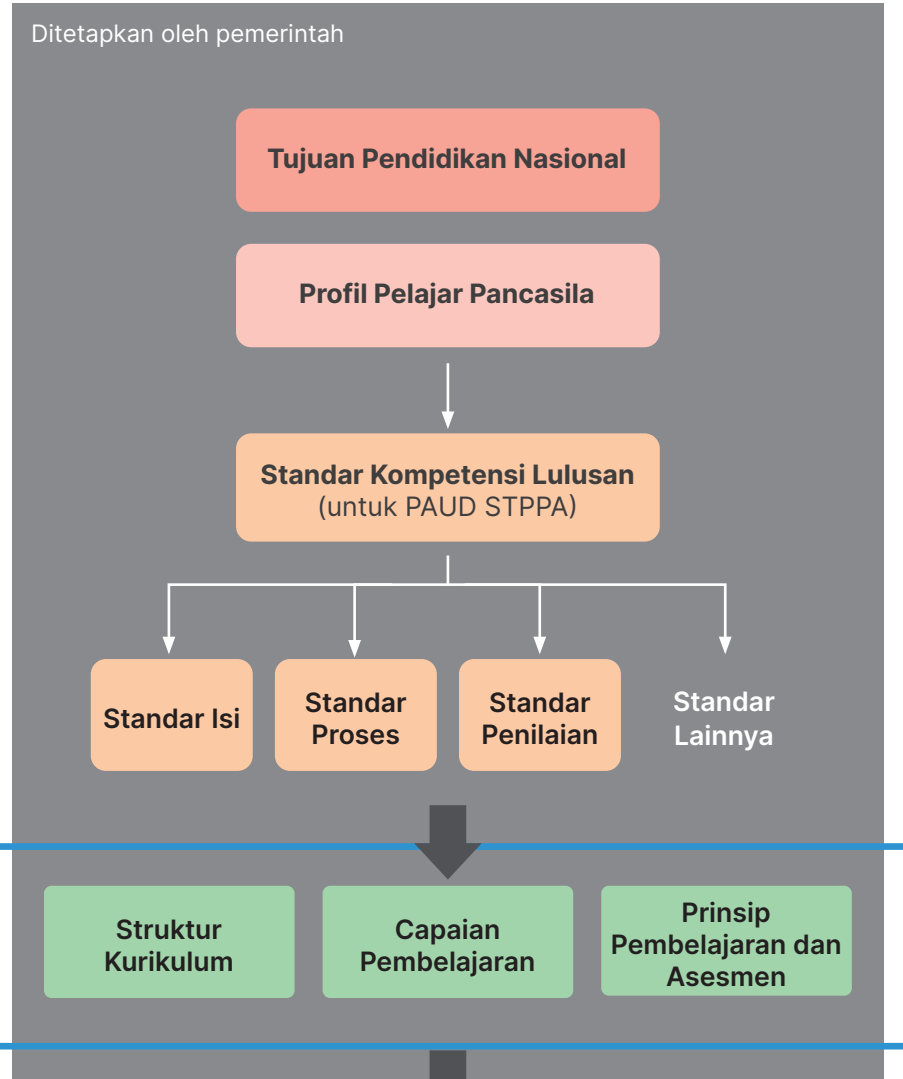 Ditetapkan oleh pemerintah
Tujuan Pendidikan Nasional
Profil Pelajar Pancasila
Standar Kompetensi Lulusan
(untuk PAUD STPPA)
Standar Isi
Standar
Proses
Standar
Penilaian
Standar
Lainnya
Struktur
Kurikulum
Capaian
Pembelajaran
Prinsip
Pembelajaran dan
Asesmen